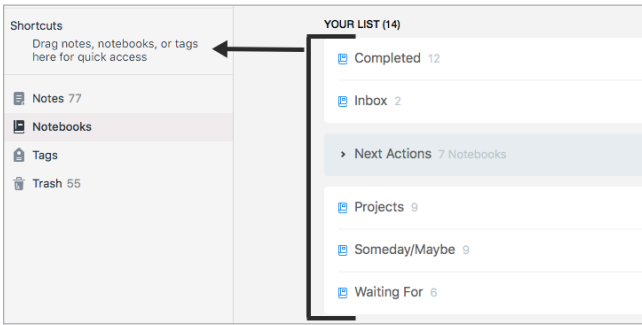 Shortcuts
Drag notes, notebooks, or tags
here for quick access
Notes 77
Notebooks
Tags
Trash 55
YOUR LIST (14)
Completed 12
Inbox 2
Next Actions 7 Notebooks
Projects 9
Someday/Maybe 9
Waiting For 6